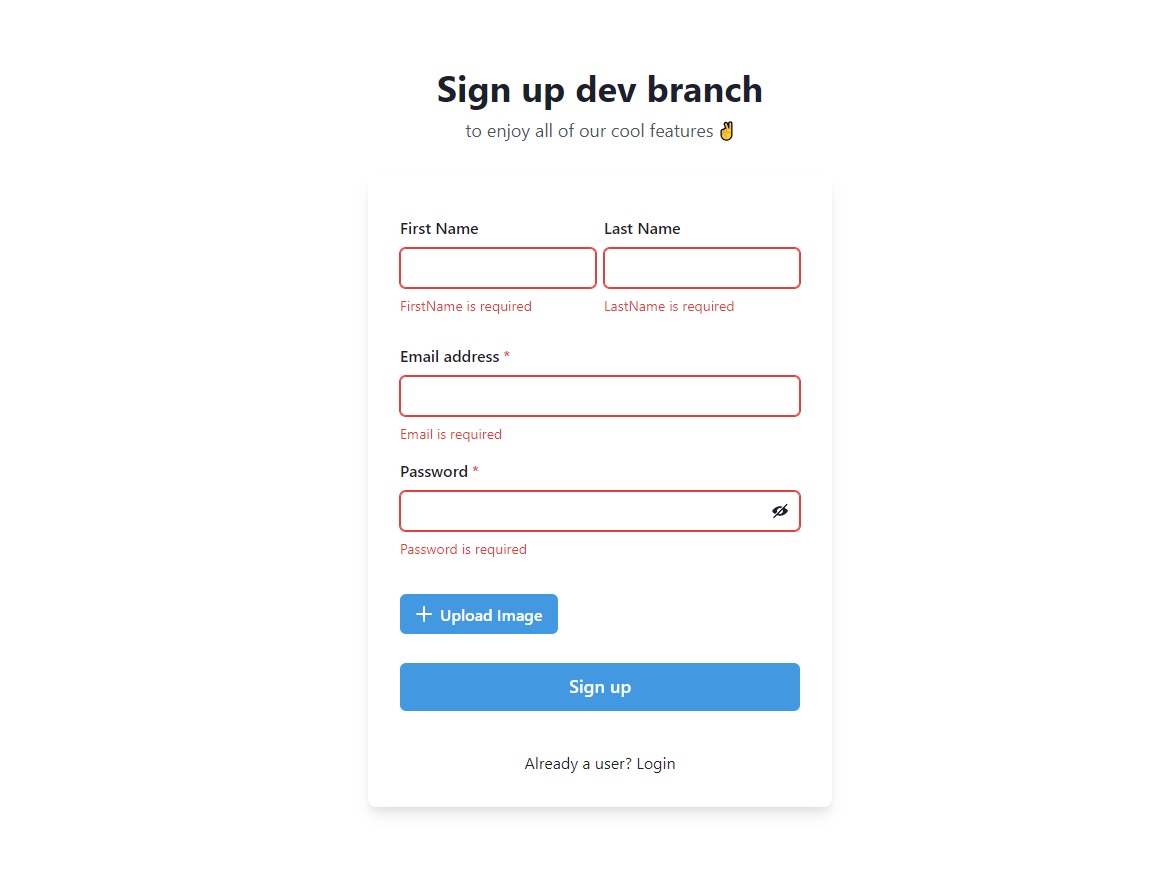 Sign up dev branch
to enjoy all of our cool features ✌️
First Name
Last Name
FirstName is required
LastName is required
Email address *
Email is required
Password *
Password is required
+ Upload Image
Sign up
Already a user? Login